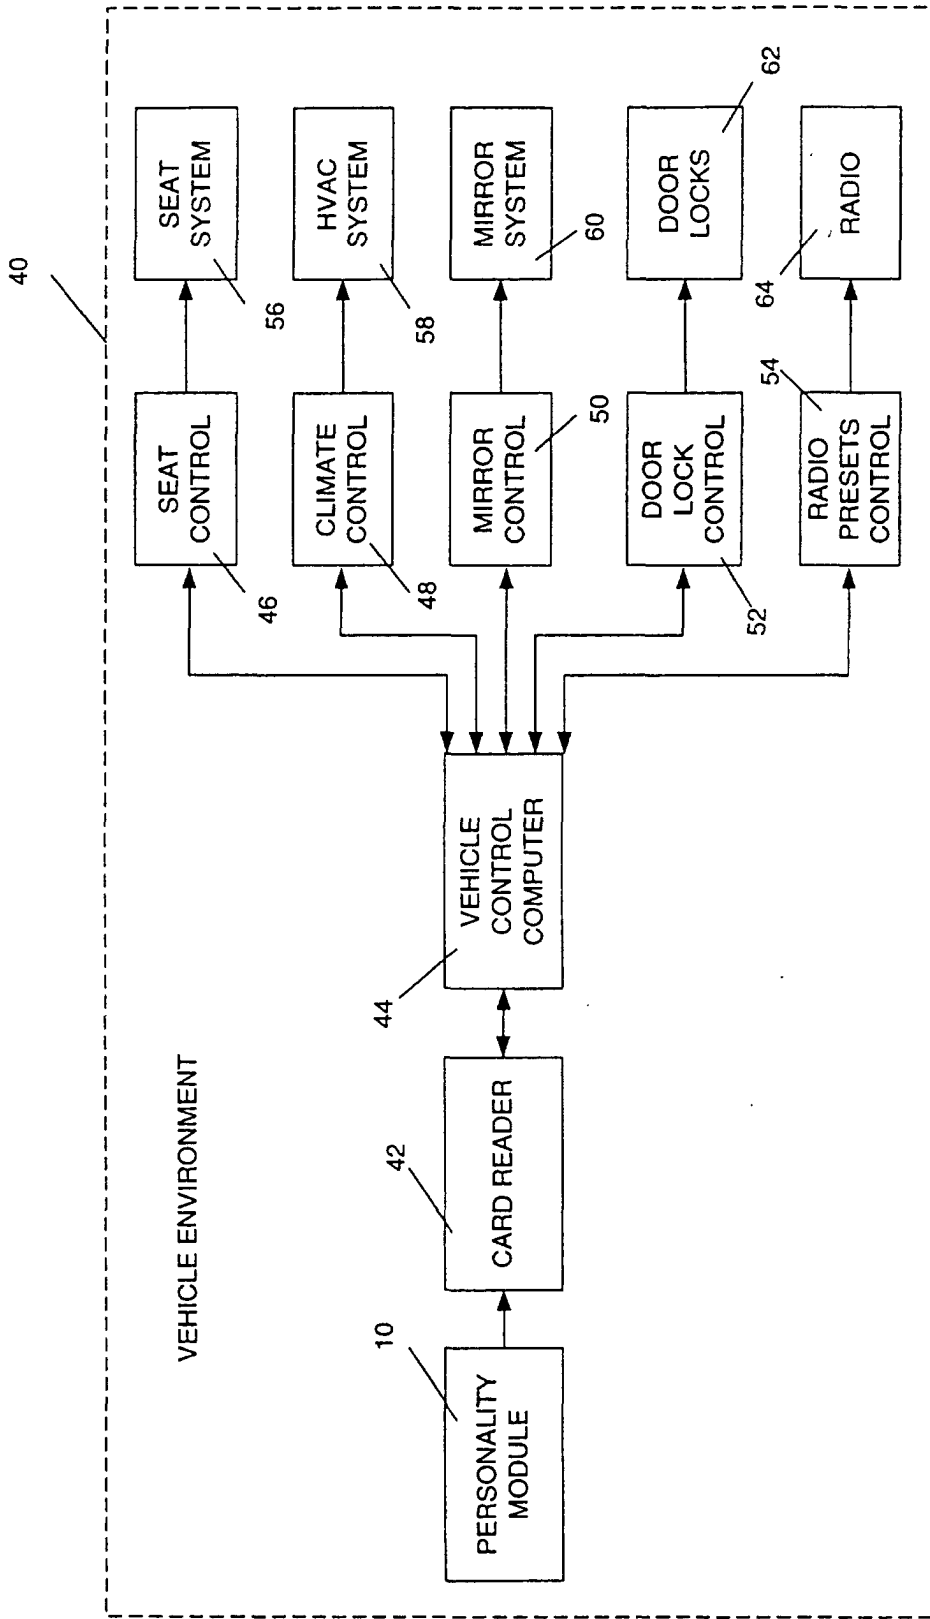 40
VEHICLE ENVIRONMENT
PERSONALITY
MODULE
10
CARD READER
42
VEHICLE
CONTROL
COMPUTER
44
SEAT
CONTROL
46
SEAT
SYSTEM
56
CLIMATE
CONTROL
48
HVAC
SYSTEM
58
MIRROR
CONTROL
50
MIRROR
SYSTEM
60
DOOR
LOCK
CONTROL
52
DOOR
LOCKS
62
RADIO
PRESETS
CONTROL
54
RADIO
64